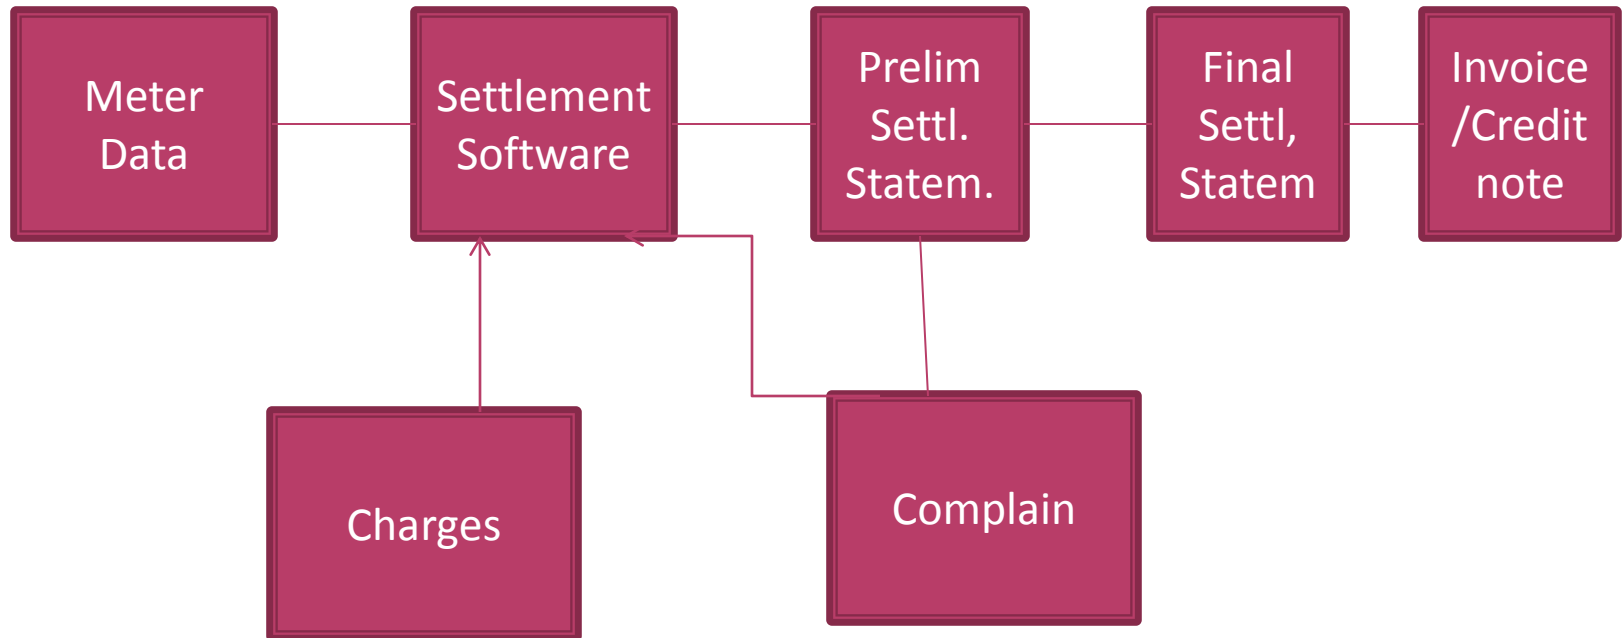 Meter
Data
Settlement
Software
Prelim
Settl.
Statem.
Final
Settl,
Statem
Invoice
/Credit
note
Charges
Complain